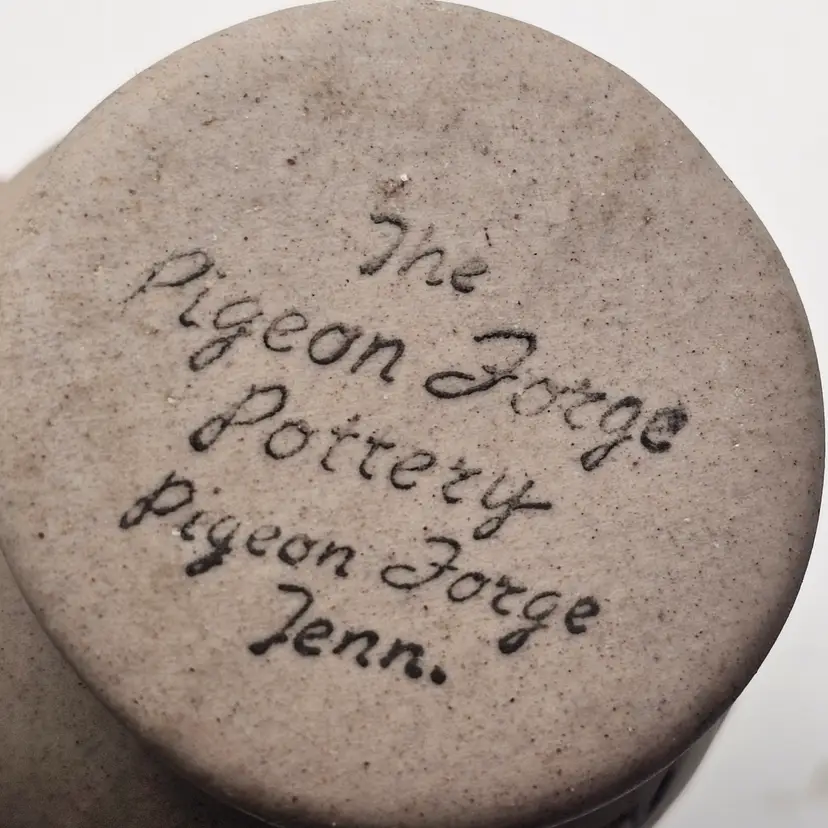 The
Pigeon Forge
Pottery
Pigeon Forge
Tenn.